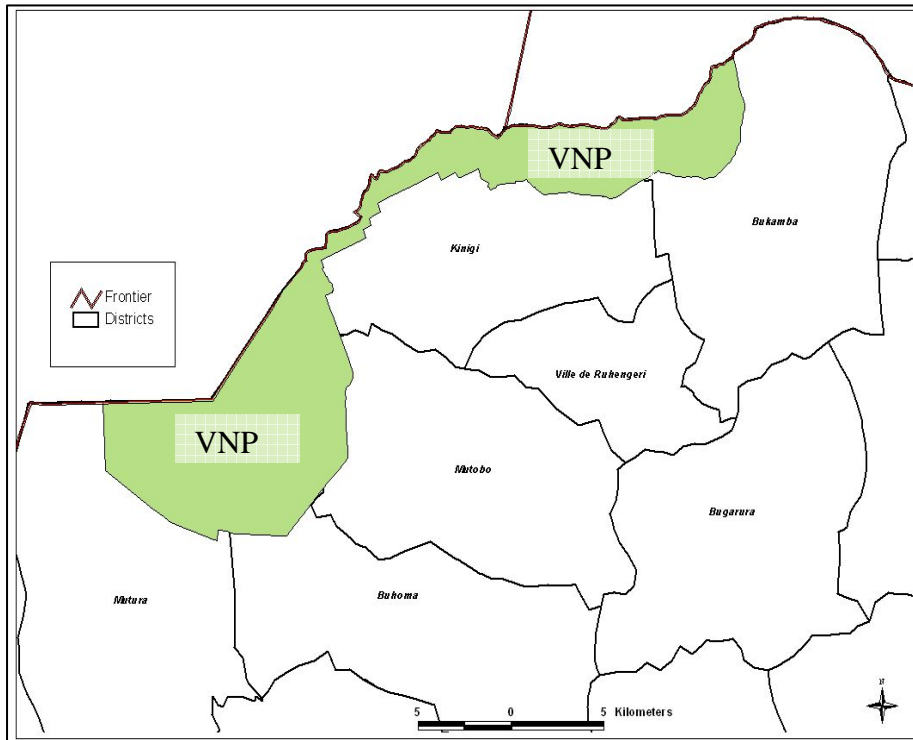 VNP
Bukamba
Kinigi
Frontier
Districts
Ville de Ruhengeri
VNP
Mutobo
Bugarura
Buhoma
Mutura
N
5 0 5 Kilometers